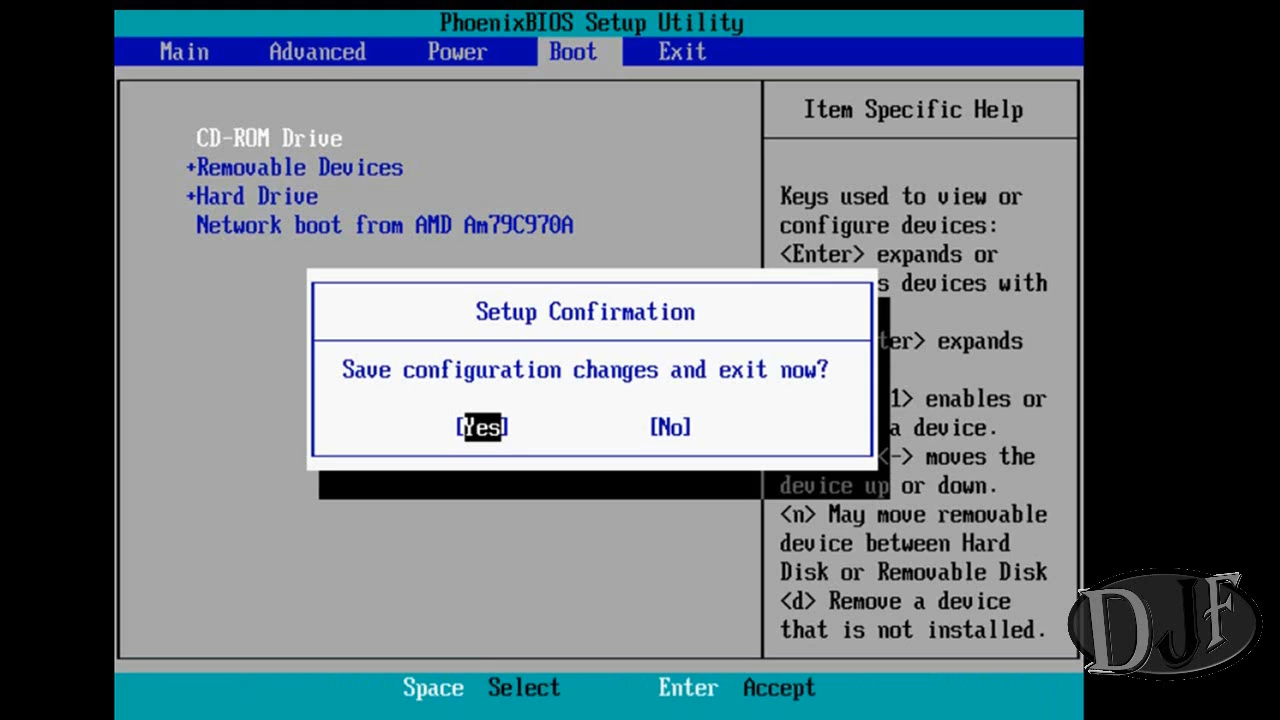 PhoenixBIOS Setup Utility
Main Advanced Power Boot Exit
CD-ROM Drive
+Removable Devices
+Hard Drive
Network boot from AMD Am79C970A
Setup Confirmation
Save configuration changes and exit now?
[Yes] [No]
Item Specific Help
Keys used to view or
configure devices:
<Enter> expands or
s devices with
ter> expands
1> enables or
a device.
<-> moves the
device up or down.
<n> May move removable
device between Hard
Disk or Removable Disk
<d> Remove a device
that is not installed.
Space Select Enter Accept
DJF